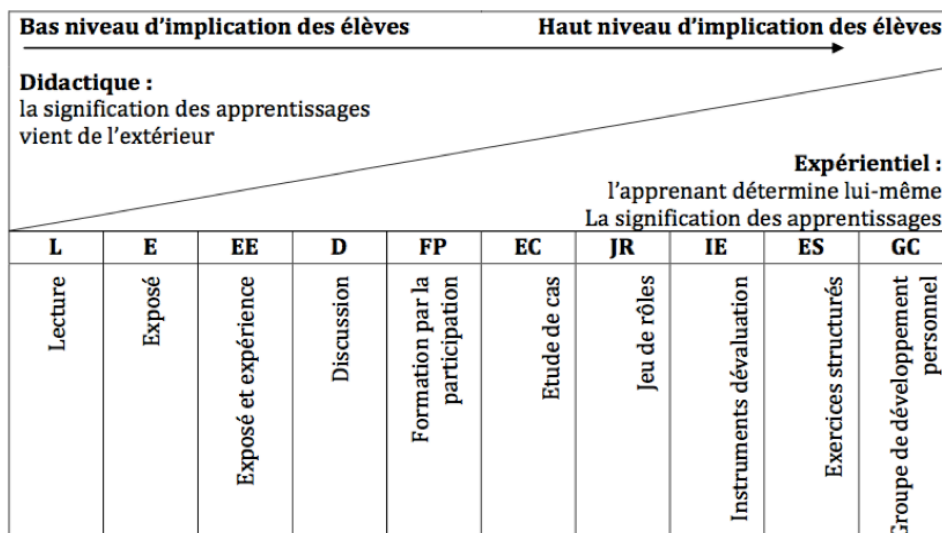 Bas niveau d'implication des élèves Haut niveau d'implication des élèves
Didactique :
la signification des apprentissages
vient de l'extérieur
Expérientiel :
l'apprenant détermine lui-même
La signification des apprentissages
L E EE D FP EC JR IE ES GC
Lecture
Exposé
Exposé et expérience
Discussion
Formation par la
participation
Etude de cas
Jeu de rôles
Instruments dévaluation
Exercices structurés
Groupe de développement
personnel